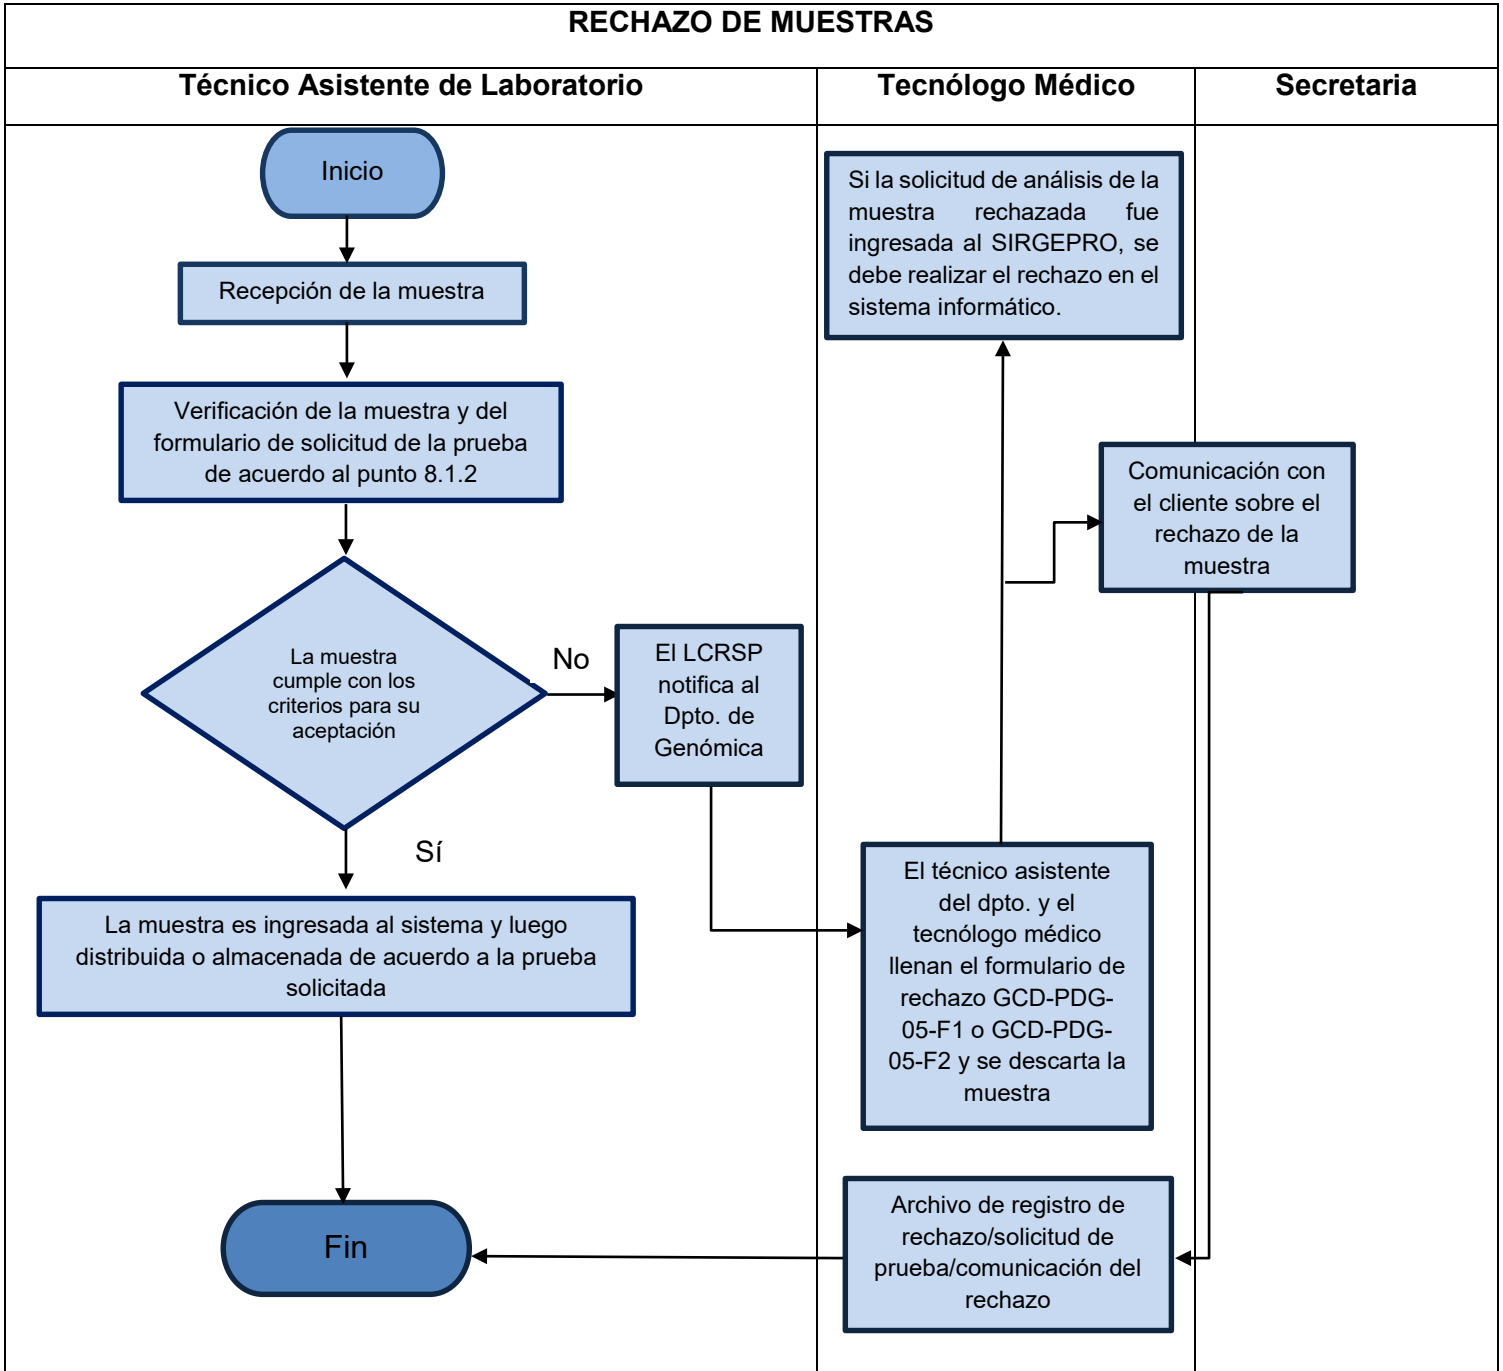 RECHAZO DE MUESTRAS
Técnico Asistente de Laboratorio
Tecnólogo Médico
Secretaria
Inicio
Recepción de la muestra
Verificación de la muestra y del
formulario de solicitud de la prueba
de acuerdo al punto 8.1.2
La muestra
cumple con los
criterios para su
aceptación
No
Sí
El LCRSP
notifica al
Dpto. de
Genómica
La muestra es ingresada al sistema y luego
distribuida o almacenada de acuerdo a la prueba
solicitada
Fin
Si la solicitud de análisis de la
muestra rechazada fue
ingresada al SIRGEPRO, se
debe realizar el rechazo en el
sistema informático.
Comunicación con
el cliente sobre el
rechazo de la
muestra
El técnico asistente
del dpto. y el
tecnólogo médico
llenan el formulario de
rechazo GCD-PDG-
05-F1 o GCD-PDG-
05-F2 y se descarta la
muestra
Archivo de registro de
rechazo/solicitud de
prueba/comunicación del
rechazo